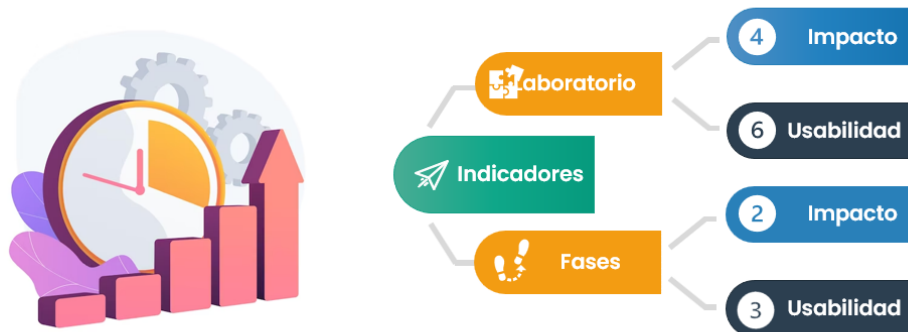 4 Impacto
Laboratorio
6 Usabilidad
Indicadores
2 Impacto
Fases
3 Usabilidad